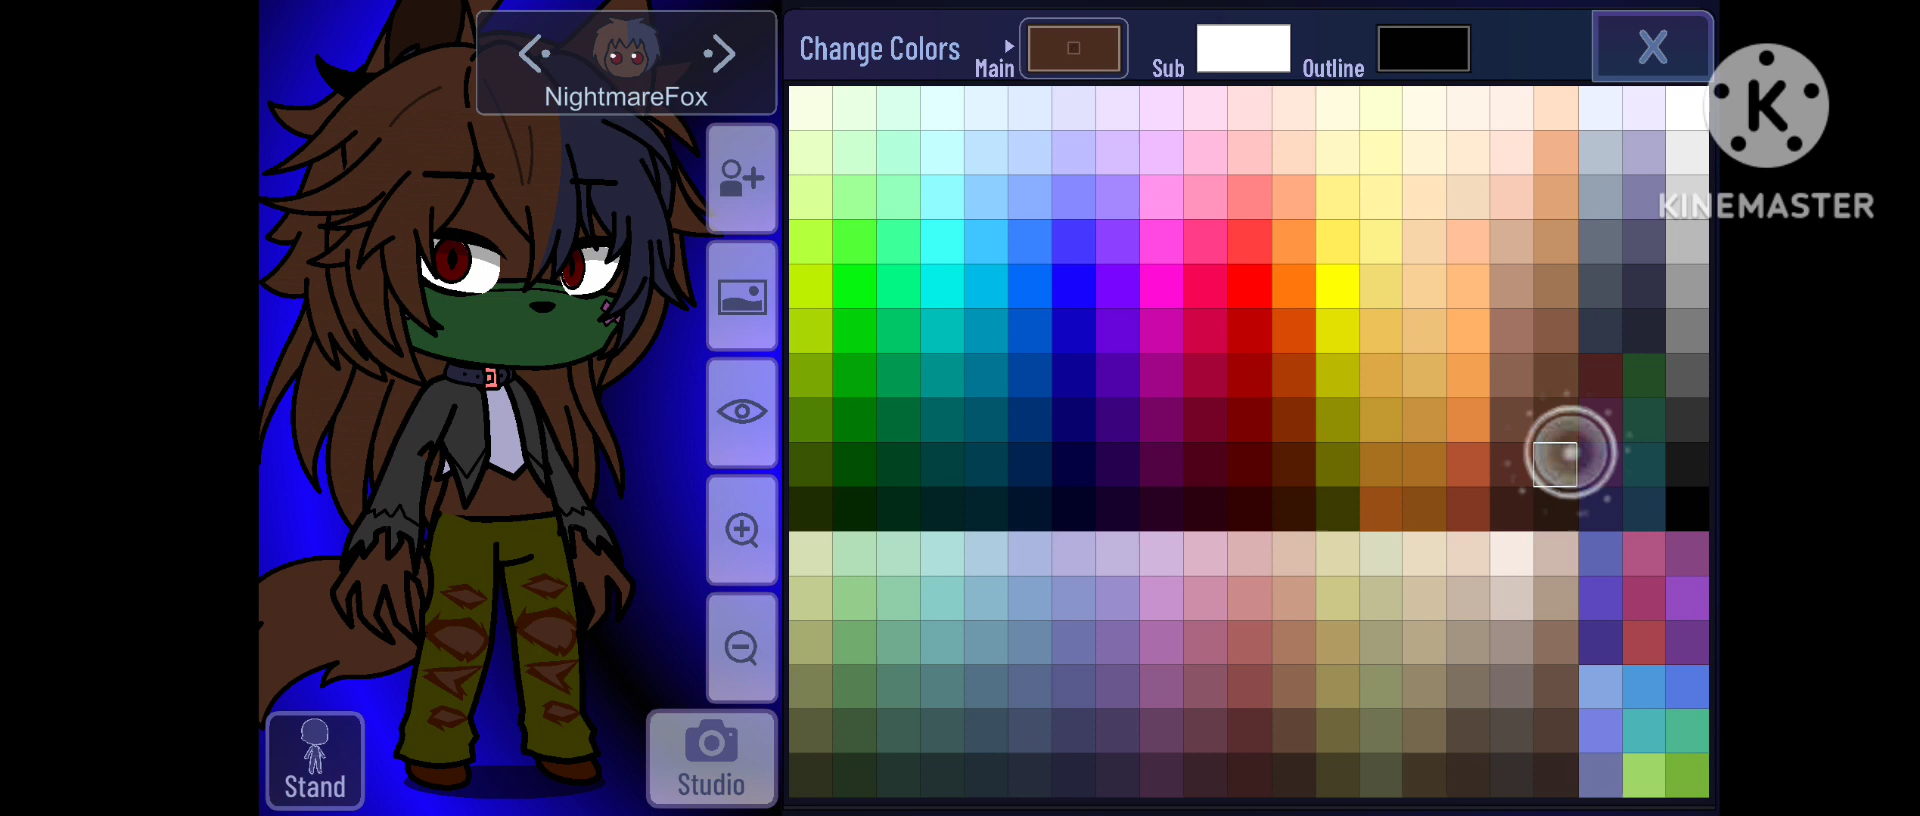 NightmareFox
Change Colors
Main
Sub
Outline
X
K
KINEMASTER
Stand
Studio